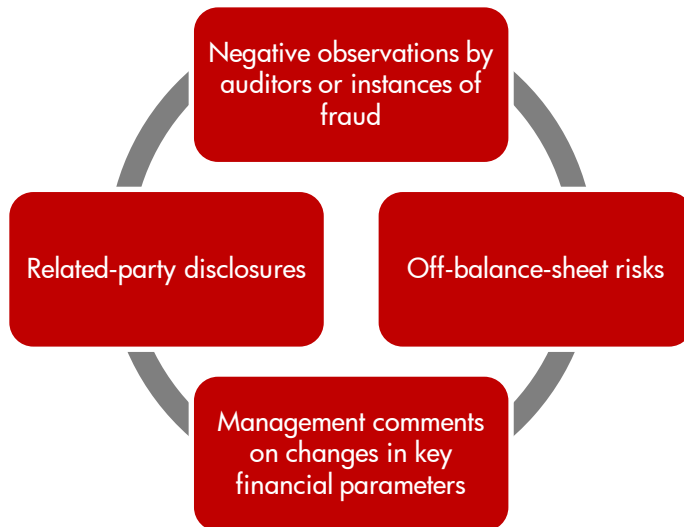 Negative observations by
auditors or instances of
fraud
Related-party disclosures
Off-balance-sheet risks
Management comments
on changes in key
financial parameters